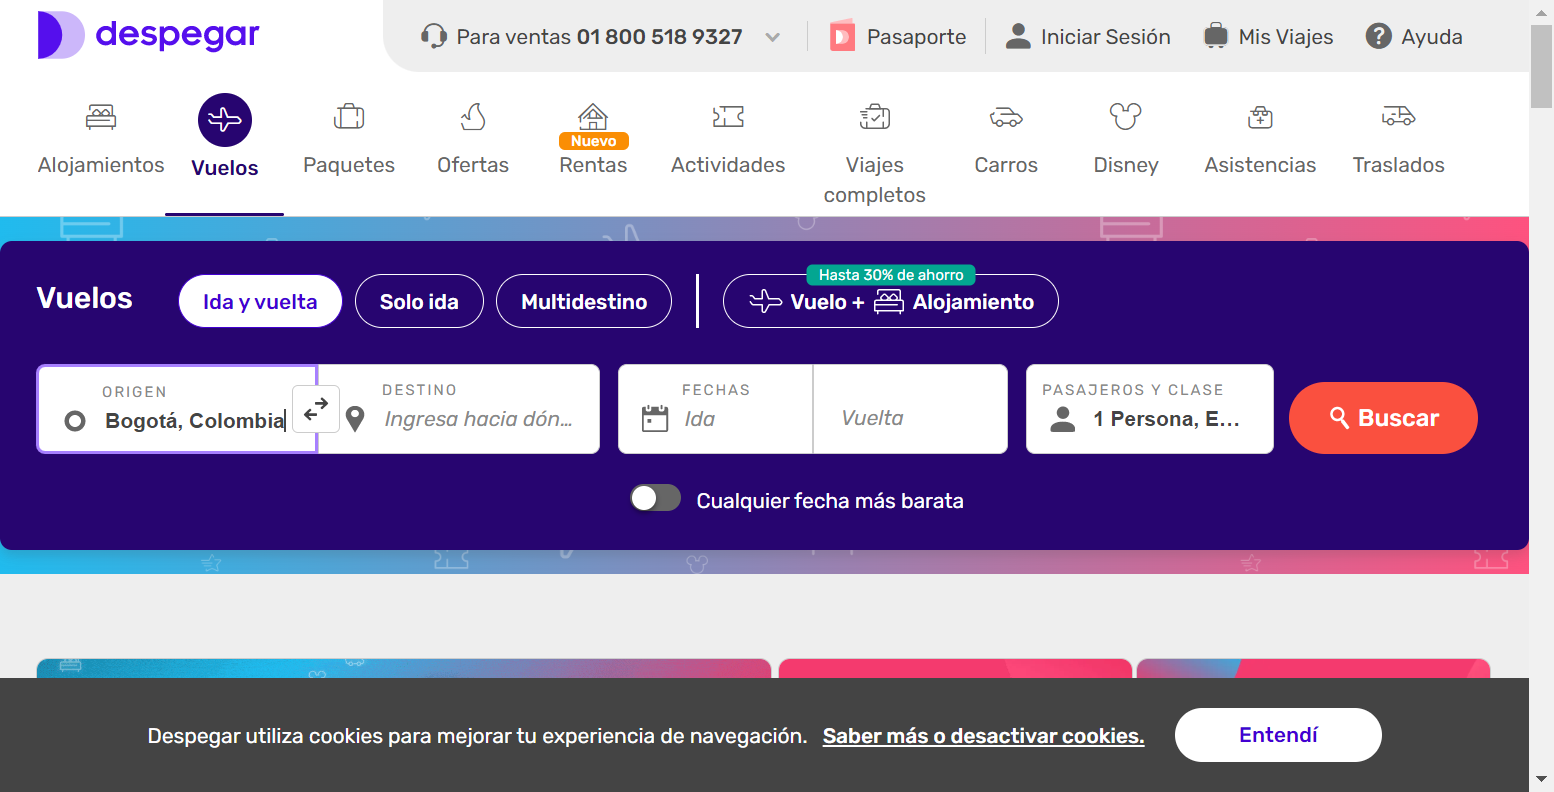 despegar
Para ventas 01 800 518 9327
Pasaporte
Iniciar Sesión
Mis Viajes
Ayuda
Alojamientos
Vuelos
Paquetes
Ofertas
Nuevo
Rentas
Actividades
Viajes
completos
Carros
Disney
Asistencias
Traslados
Vuelos
Ida y vuelta
Solo ida
Multidestino
Hasta 30% de ahorro
Vuelo + Alojamiento
ORIGEN
Bogotá, Colombia
DESTINO
Ingresa hacia dón...
FECHAS
Ida
Vuelta
PASAJEROS Y CLASE
1 Persona, E...
Buscar
Cualquier fecha más barata
Despegar utiliza cookies para mejorar tu experiencia de navegación. Saber más o desactivar cookies.
Entendí